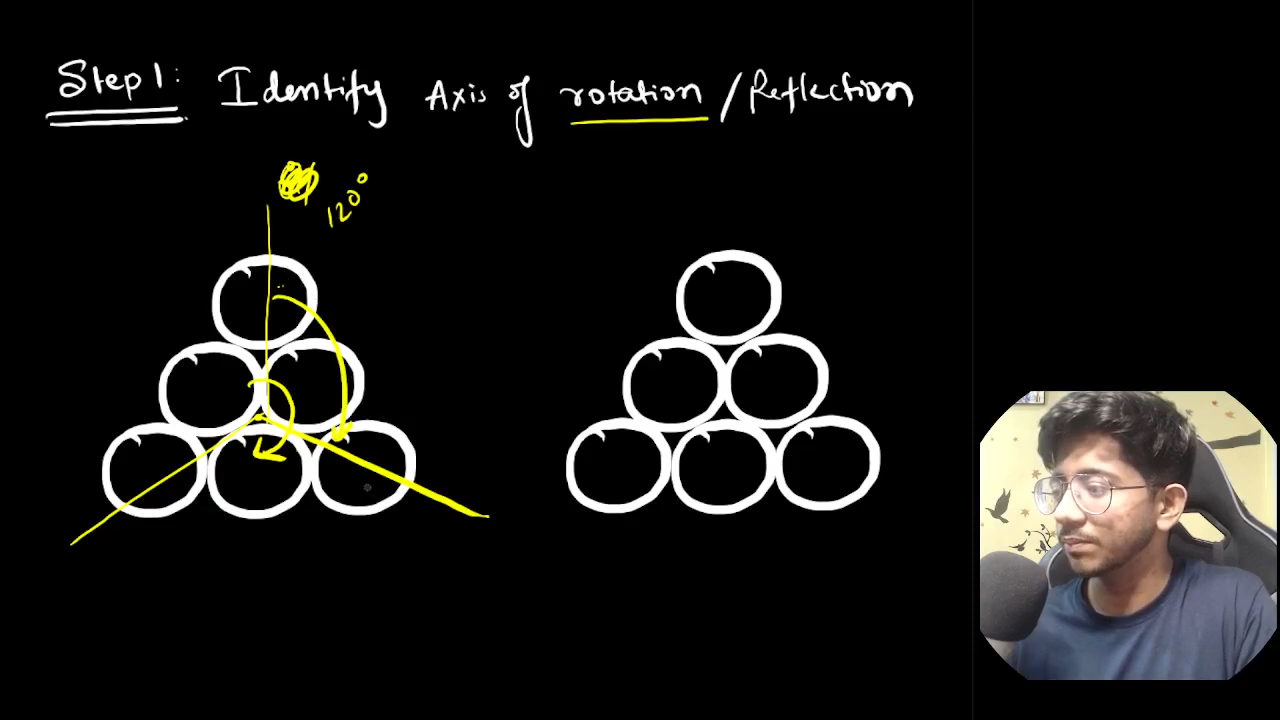 Step 1: Identify Axis of rotation / Reflection
120°